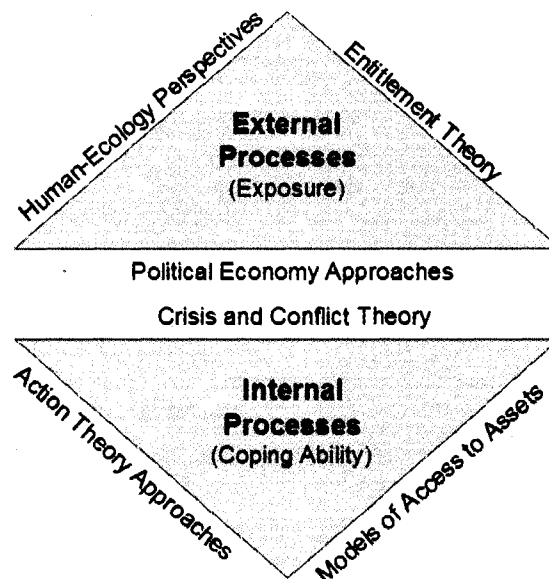 Human-Ecology Perspectives
Entitlement Theory
External
Processes
(Exposure)
Political Economy Approaches
Crisis and Conflict Theory
Internal
Processes
(Coping Ability)
Action Theory Approaches
Models of Access to Assets